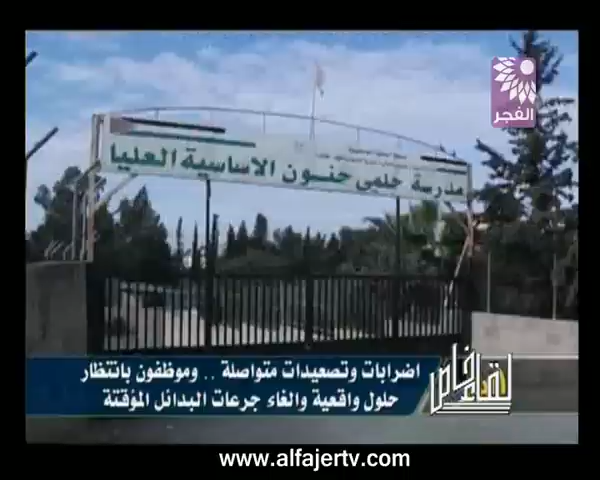 الفجر
مدرسة حلمي حنون الاساسية العليا
اضرابات وتصعيدات متواصلة .. وموظفون بانتظار
حلول واقعية والغاء جرعات البدائل المؤقتة
لقاء خاص
www.alfajertv.com